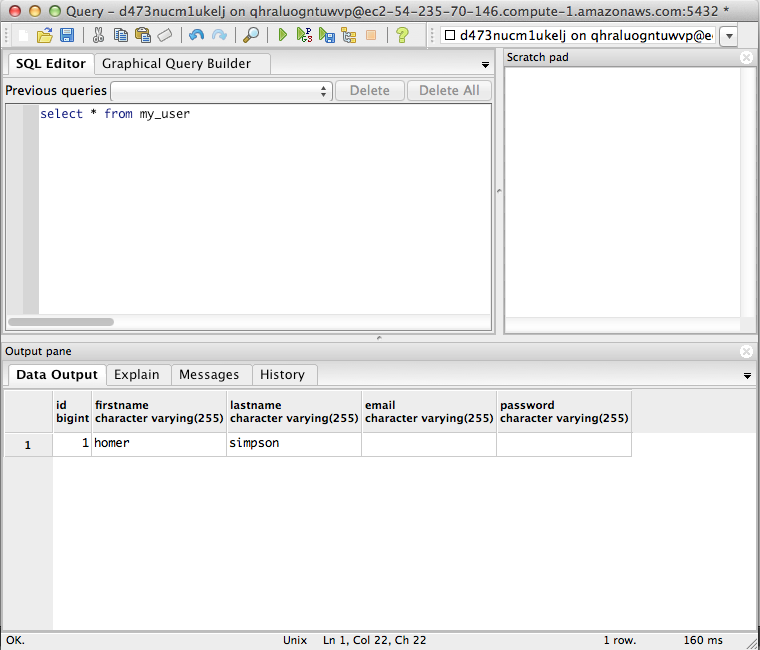 Query - d473nucm1ukelj on qhraluogntuwvp@ec2-54-235-70-146.compute-1.amazonaws.com:5432 *
d473nucm1ukelj on qhraluogntuwvp@e
SQL Editor Graphical Query Builder
Scratch pad
Previous queries Delete Delete All
select * from my_user
Output pane
Data Output Explain Messages History
id firstname lastname email password
bigint character varying(255) character varying(255) character varying(255) character varying(255)
1 1 homer simpson
OK. Unix Ln 1, Col 22, Ch 22 1 row. 160 ms